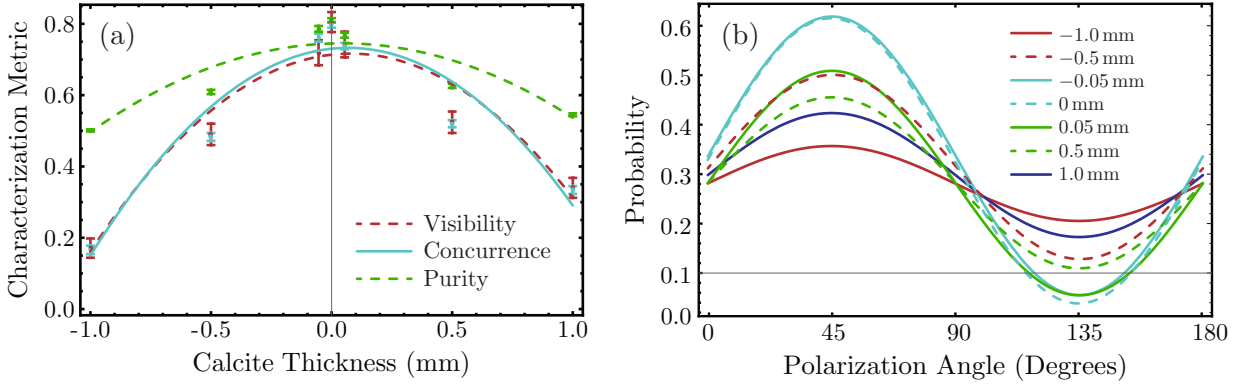 (a)
Characterization Metric
0.8
0.6
0.4
0.2
0.0
Visibility
Concurrence
Purity
-1.0 -0.5 0.0 0.5 1.0
Calcite Thickness (mm)
(b)
Probability
0.6
0.5
0.4
0.3
0.2
0.1
0.0
−1.0 mm
−0.5 mm
−0.05 mm
0 mm
0.05 mm
0.5 mm
1.0 mm
0 45 90 135 180
Polarization Angle (Degrees)